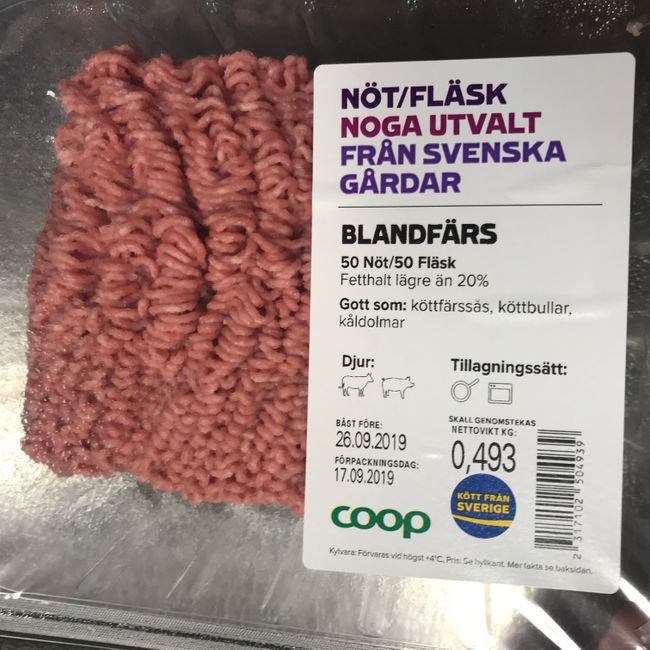 NÖT/FLÄSK
NOGA UTVALT
FRÅN SVENSKA
GÅRDAR
BLANDFÄRS
50 Nöt/50 Fläsk
Fetthalt lägre än 20%
Gott som: köttfärssås, köttbullar,
kåldolmar
Djur:
Tillagningssätt:
SKALL GENOMSTEKAS
BÄST FÖRE:
26.09.2019
NETTOVIKT KG:
0,493
FÖRPACKNINGSDAG:
17.09.2019
coop
KÖTT FRÅN
SVERIGE
2 317102 504939
Kylvara: Förvaras vid högst +4°C. Pris: Se hyllkant. Mer fakta se baksidan.